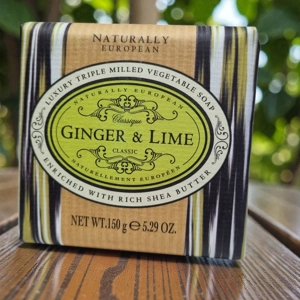 NATURALLY
EUROPEAN
LUXURY TRIPLE MILLED VEGETABLE SOAP
NATURALLY EUROPEAN
Classique
GINGER & LIME
CLASSIC
NATURELLEMENT EUROPÉEN
ENRICHED WITH RICH SHEA BUTTER
NET WT. 150 g ℮ 5.29 OZ.